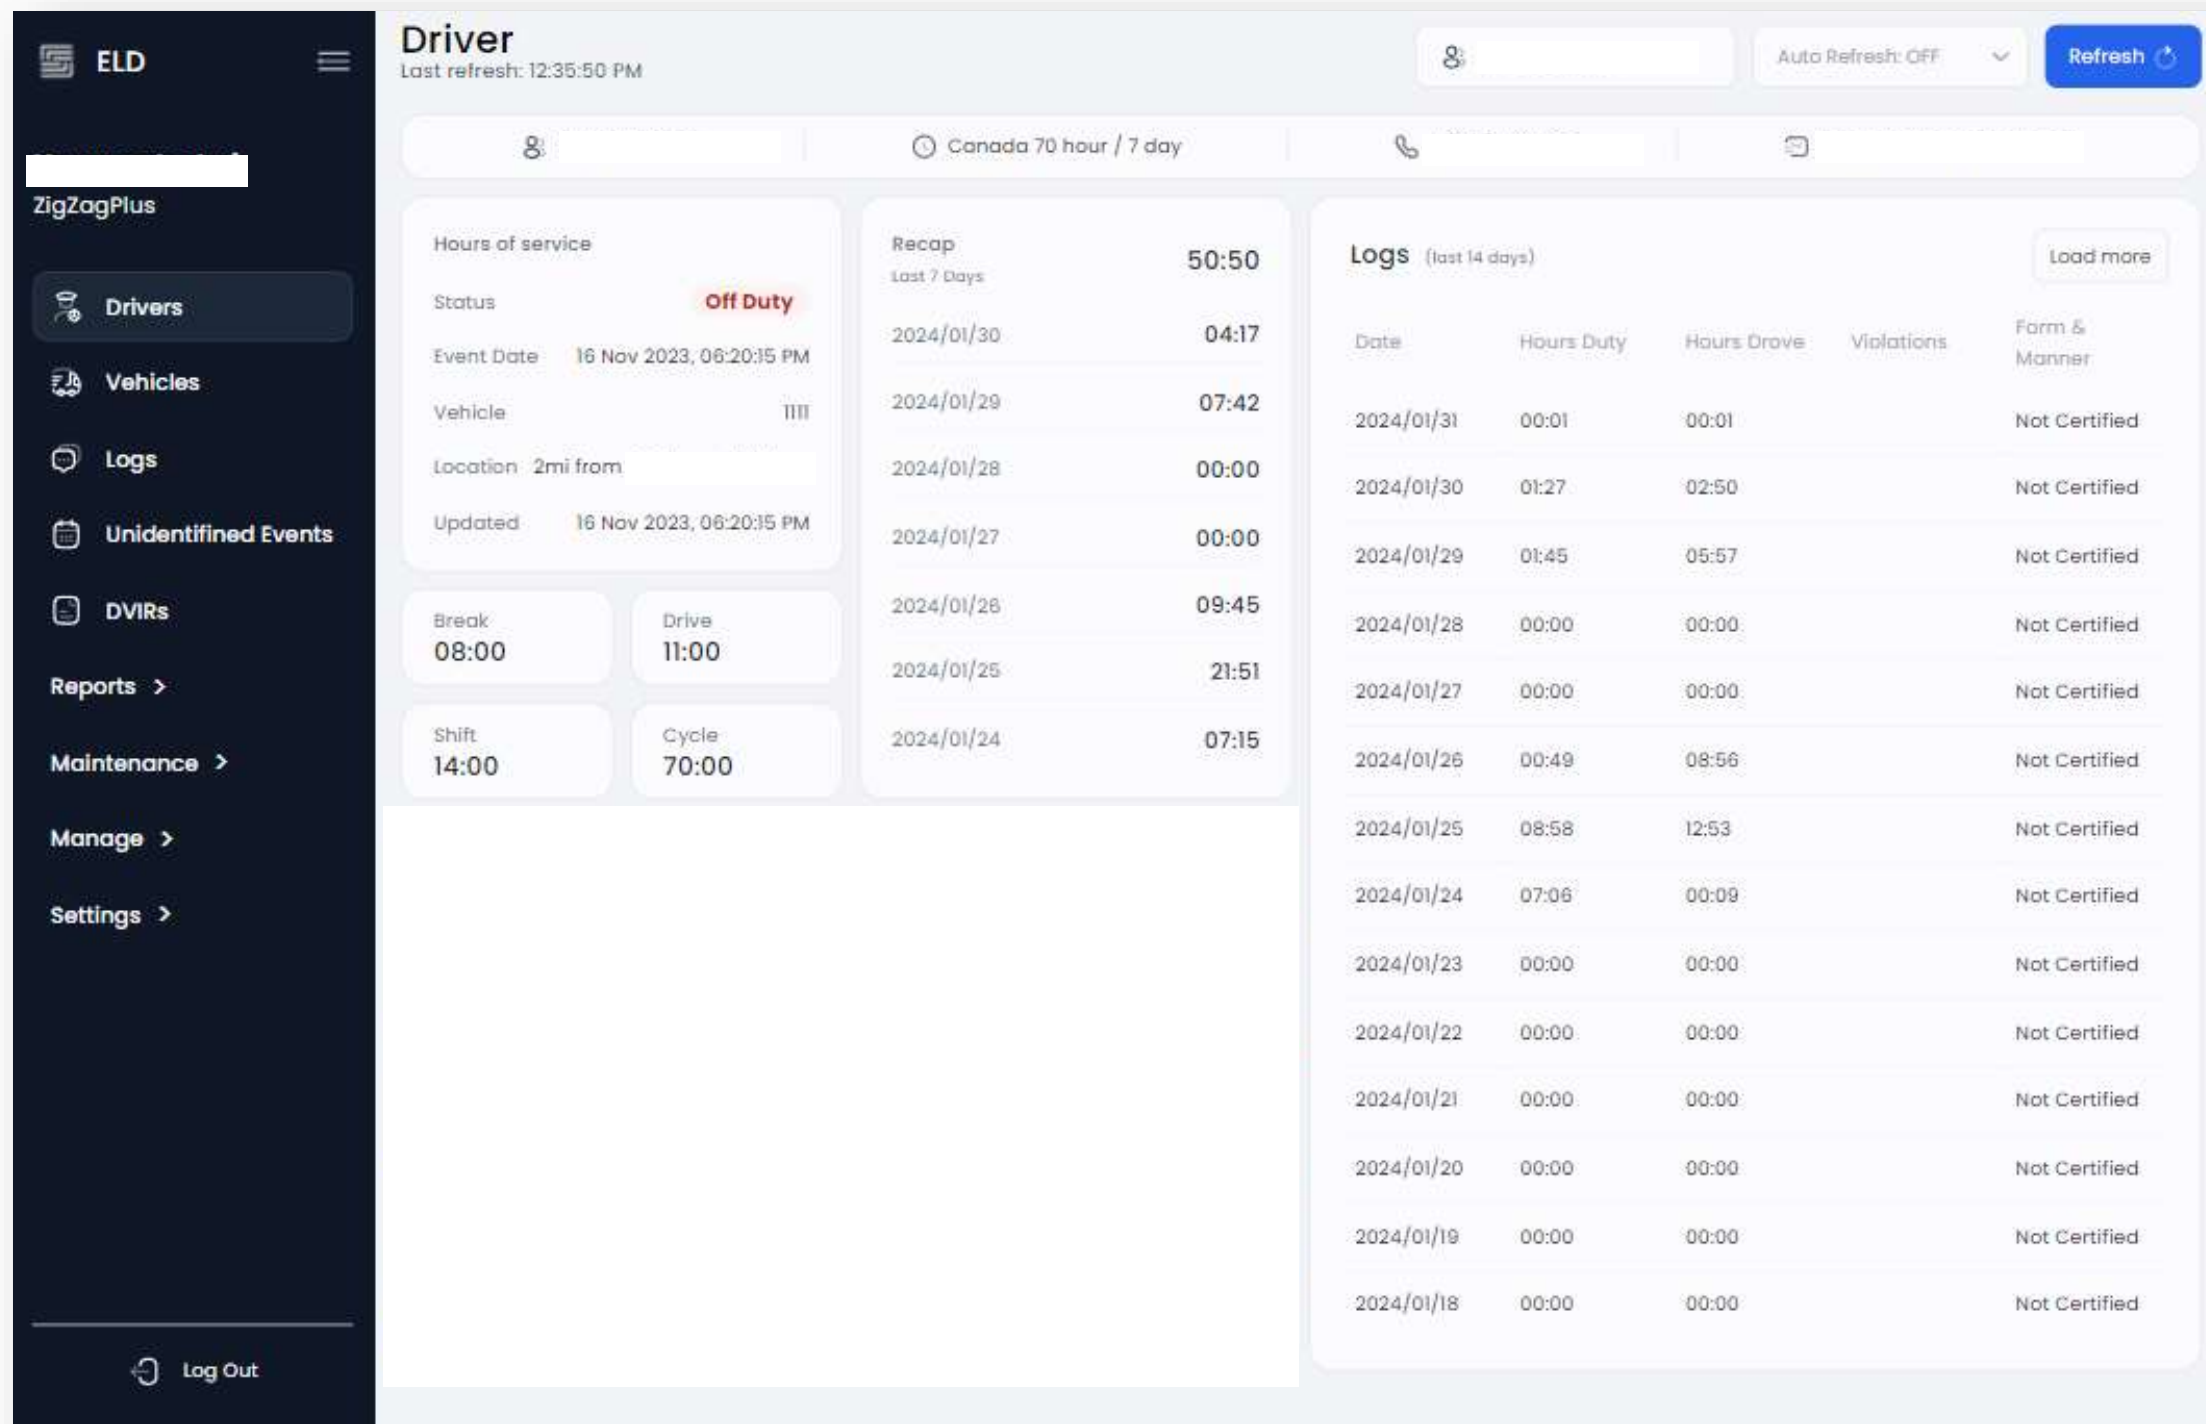 ELD
ZigZagPlus
Drivers
Vehicles
Logs
Unidentifined Events
DVIRs
Reports >
Maintenance >
Manage >
Settings >
Log Out
Driver
Last refresh: 12:35:50 PM
Auto Refresh: OFF
Refresh
Canada 70 hour / 7 day
Hours of service
Status Off Duty
Event Date 16 Nov 2023, 06:20:15 PM
Vehicle 1111
Location 2mi from
Updated 16 Nov 2023, 06:20:15 PM
Break
08:00
Drive
11:00
Shift
14:00
Cycle
70:00
Recap
Last 7 Days
50:50
2024/01/30 04:17
2024/01/29 07:42
2024/01/28 00:00
2024/01/27 00:00
2024/01/26 09:45
2024/01/25 21:51
2024/01/24 07:15
Logs (last 14 days)
Load more
Date Hours Duty Hours Drove Violations Form & Manner
2024/01/31 00:01 00:01 Not Certified
2024/01/30 01:27 02:50 Not Certified
2024/01/29 01:45 05:57 Not Certified
2024/01/28 00:00 00:00 Not Certified
2024/01/27 00:00 00:00 Not Certified
2024/01/26 00:49 08:56 Not Certified
2024/01/25 08:58 12:53 Not Certified
2024/01/24 07:06 00:09 Not Certified
2024/01/23 00:00 00:00 Not Certified
2024/01/22 00:00 00:00 Not Certified
2024/01/21 00:00 00:00 Not Certified
2024/01/20 00:00 00:00 Not Certified
2024/01/19 00:00 00:00 Not Certified
2024/01/18 00:00 00:00 Not Certified